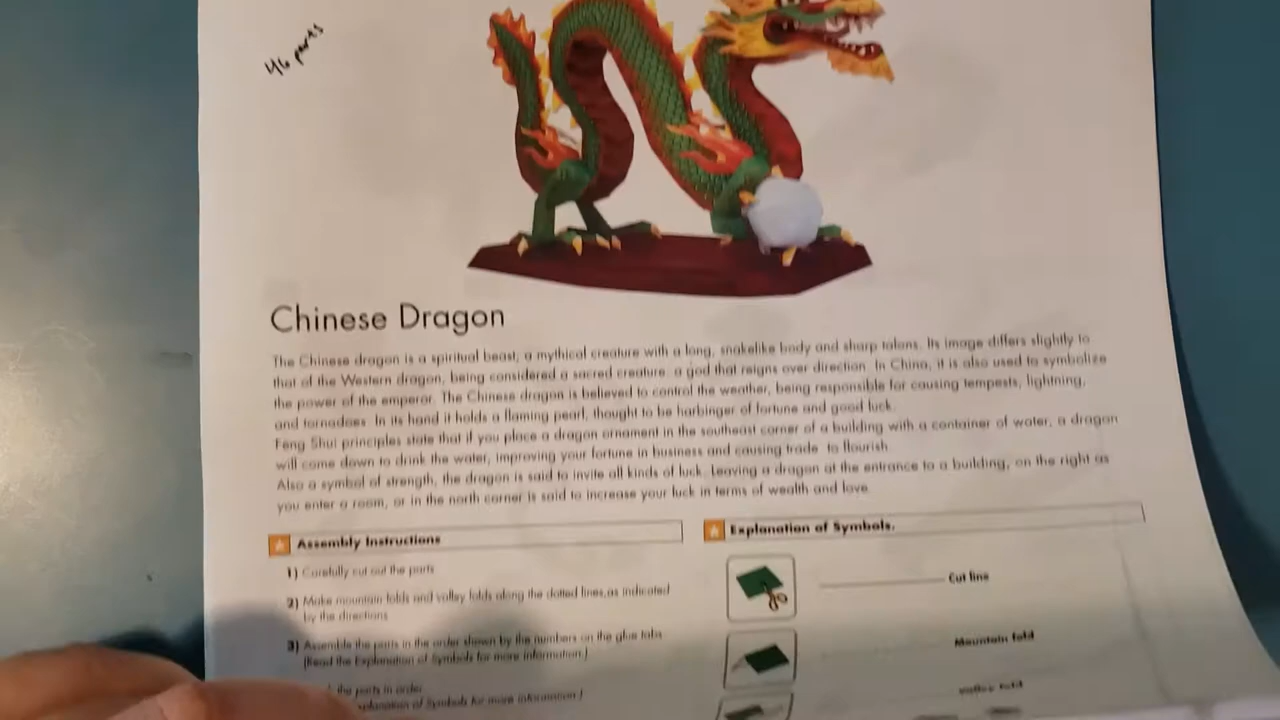 46 parts
Chinese Dragon
The Chinese dragon is a spiritual beast, a mythical creature with a long, snakelike body and sharp talons. Its image differs slightly to
that of the Western dragon, being considered a sacred creature, a god that reigns over direction. In China, it is also used to symbolize
the power of the emperor. The Chinese dragon is believed to control the weather, being responsible for causing tempests, lightning,
and tornadoes. In its hand it holds a flaming pearl, thought to be harbinger of fortune and good luck.
Feng Shui principles state that if you place a dragon ornament in the southeast corner of a building with a container of water, a dragon
will come down to drink the water, improving your fortune in business and causing trade to flourish.
Also a symbol of strength, the dragon is said to invite all kinds of luck. Leaving a dragon at the entrance to a building, on the right as
you enter a room, or in the north corner is said to increase your luck in terms of wealth and love.
Assembly Instructions
1) Carefully cut out the parts
2) Make mountain folds and valley folds along the dotted lines,as indicated
by the directions
3) Assemble the parts in the order shown by the numbers on the glue tabs
(Read the Explanation of Symbols for more information.)
the parts in order
of Symbols for more information.)
Explanation of Symbols.
Cut line
Mountain fold
Valley fold